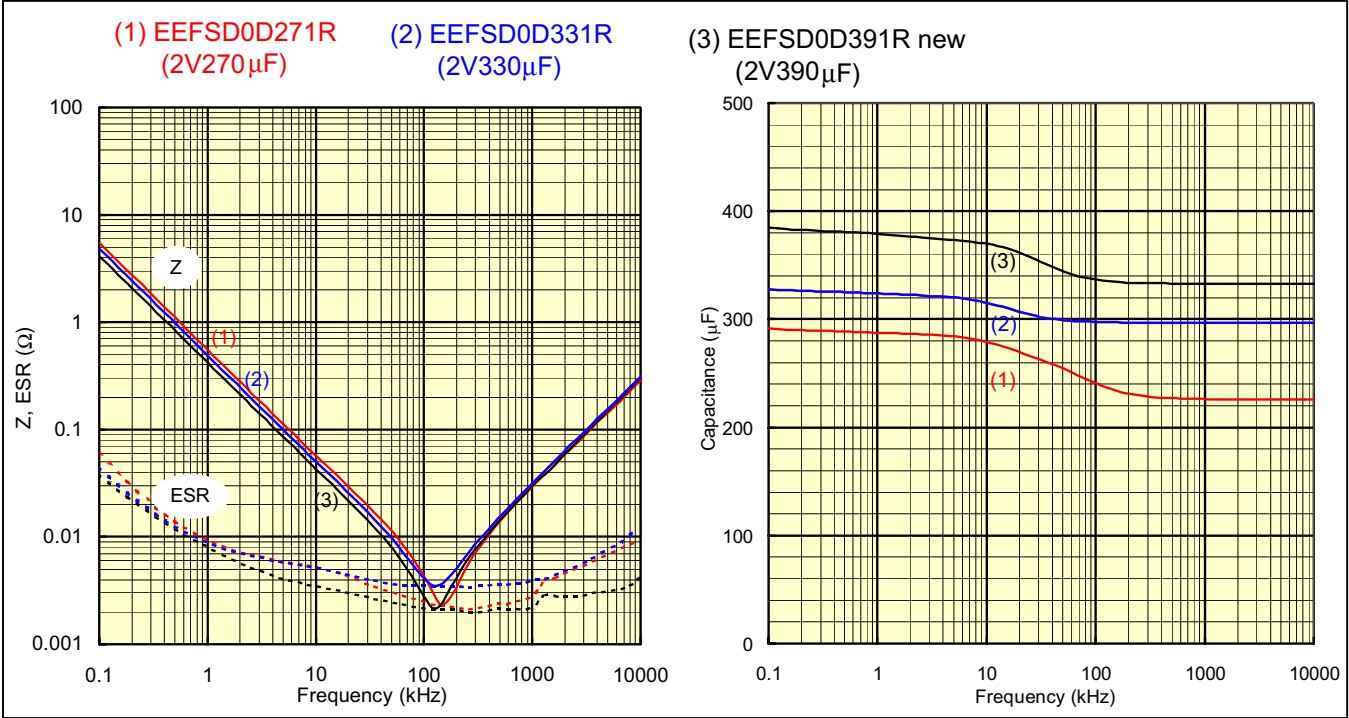 (1) EEFSD0D271R
(2V270μF)
(2) EEFSD0D331R
(2V330μF)
(3) EEFSD0D391R new
(2V390μF)
Z, ESR (Ω)
100
10
1
0.1
0.01
0.001
Z
(1)
(2)
(3)
ESR
0.1 1 10 100 1000 10000
Frequency (kHz)
Capacitance (μF)
500
400
300
200
100
0
(3)
(2)
(1)
0.1 1 10 100 1000 10000
Frequency (kHz)